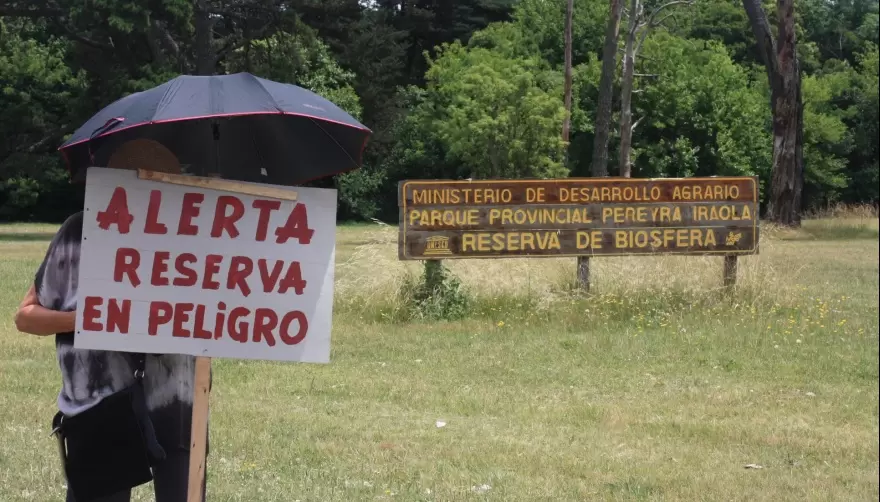 ALERTA
RESERVA
EN PELiGRO
MINISTERIO DE DESARROLLO AGRARIO
PARQUE PROVINCIAL PEREYRA IRAOLA
RESERVA DE BIOSFERA